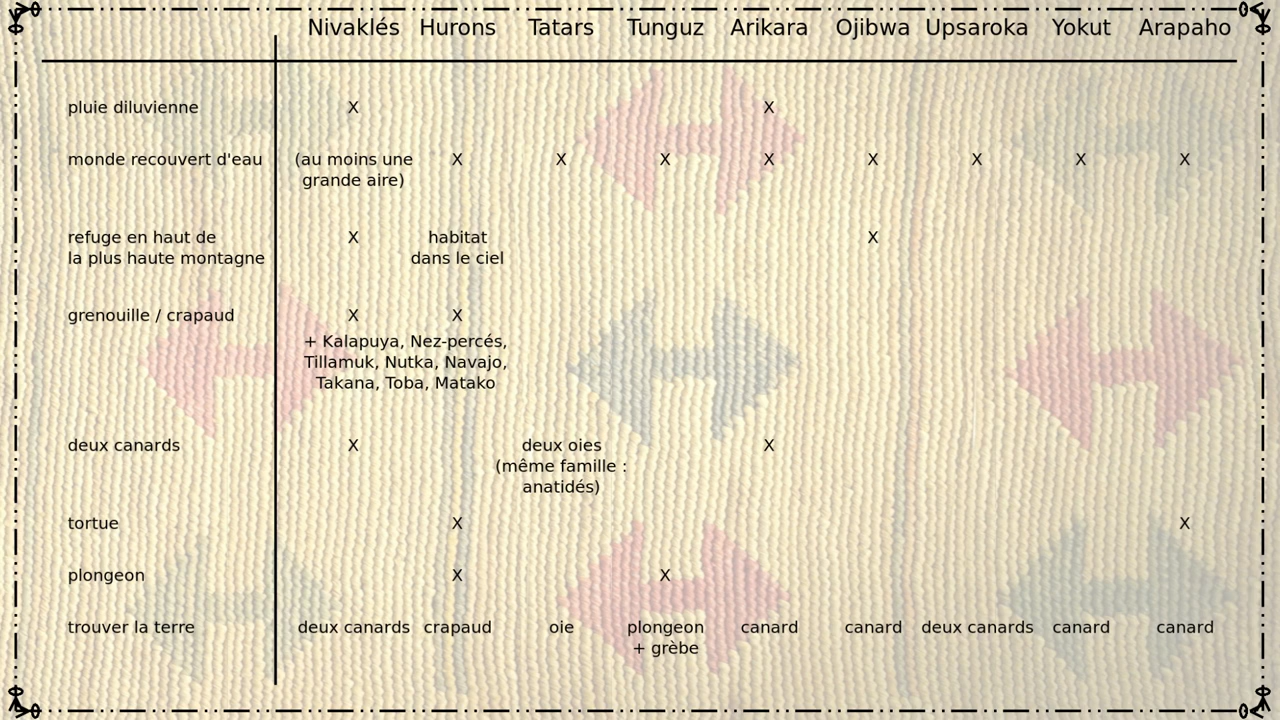 Nivaklés Hurons Tatars Tunguz Arikara Ojibwa Upsaroka Yokut Arapaho
pluie diluvienne X X
monde recouvert d'eau (au moins une X X X X X X X X
grande aire)
refuge en haut de X habitat X
la plus haute montagne dans le ciel
grenouille / crapaud X X
+ Kalapuya, Nez-percés,
Tillamuk, Nutka, Navajo,
Takana, Toba, Matako
deux canards X deux oies X
(même famille :
anatidés)
tortue X X
plongeon X X
trouver la terre deux canards crapaud oie plongeon canard canard deux canards canard canard
+ grèbe